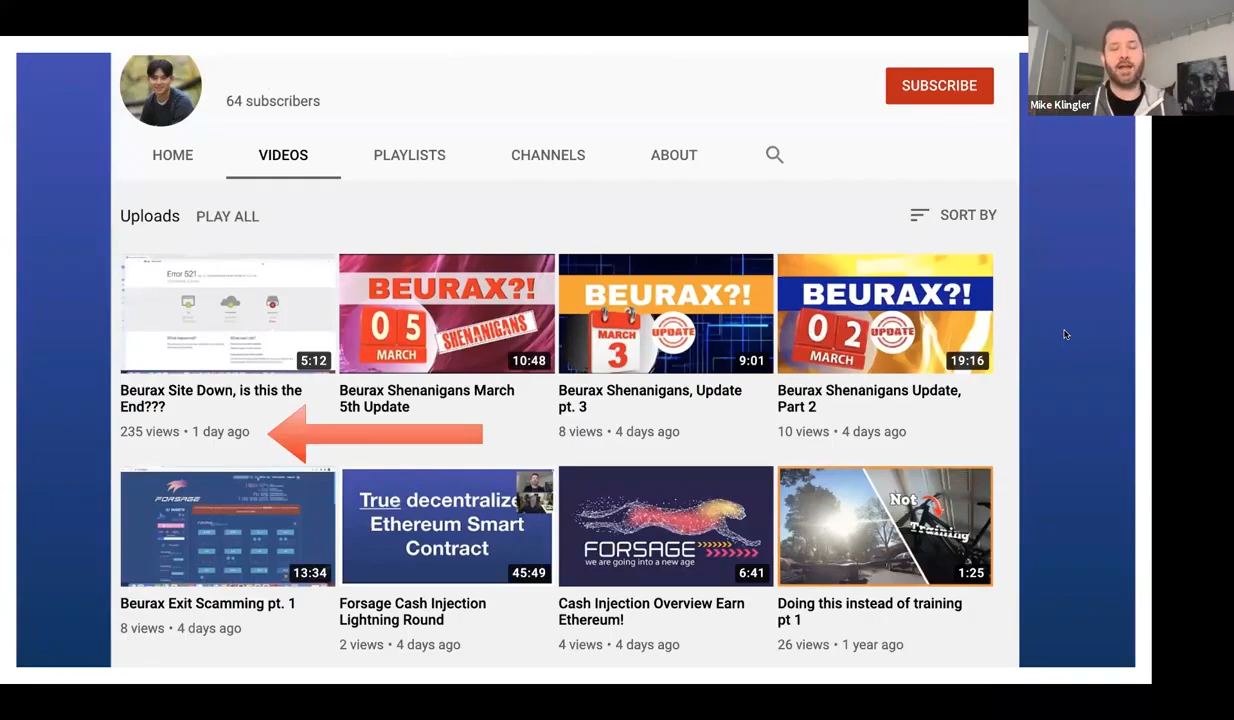 Mike Klingler
64 subscribers
SUBSCRIBE
HOME
VIDEOS
PLAYLISTS
CHANNELS
ABOUT
Uploads
PLAY ALL
SORT BY
Error 521
5:12
BEURAX?!
05
MARCH
SHENANIGANS
10:48
BEURAX?!
MARCH
3
UPDATE
9:01
BEURAX?!
02
MARCH
UPDATE
19:16
Beurax Site Down, is this the
End???
235 views • 1 day ago
Beurax Shenanigans March
5th Update
Beurax Shenanigans, Update
pt. 3
8 views • 4 days ago
Beurax Shenanigans Update,
Part 2
10 views • 4 days ago
FORSAGE
13:34
True decentralize
Ethereum Smart
Contract
45:49
FORSAGE
we are going into a new age
6:41
Not
Training
1:25
Beurax Exit Scamming pt. 1
8 views • 4 days ago
Forsage Cash Injection
Lightning Round
2 views • 4 days ago
Cash Injection Overview Earn
Ethereum!
4 views • 4 days ago
Doing this instead of training
pt 1
26 views • 1 year ago